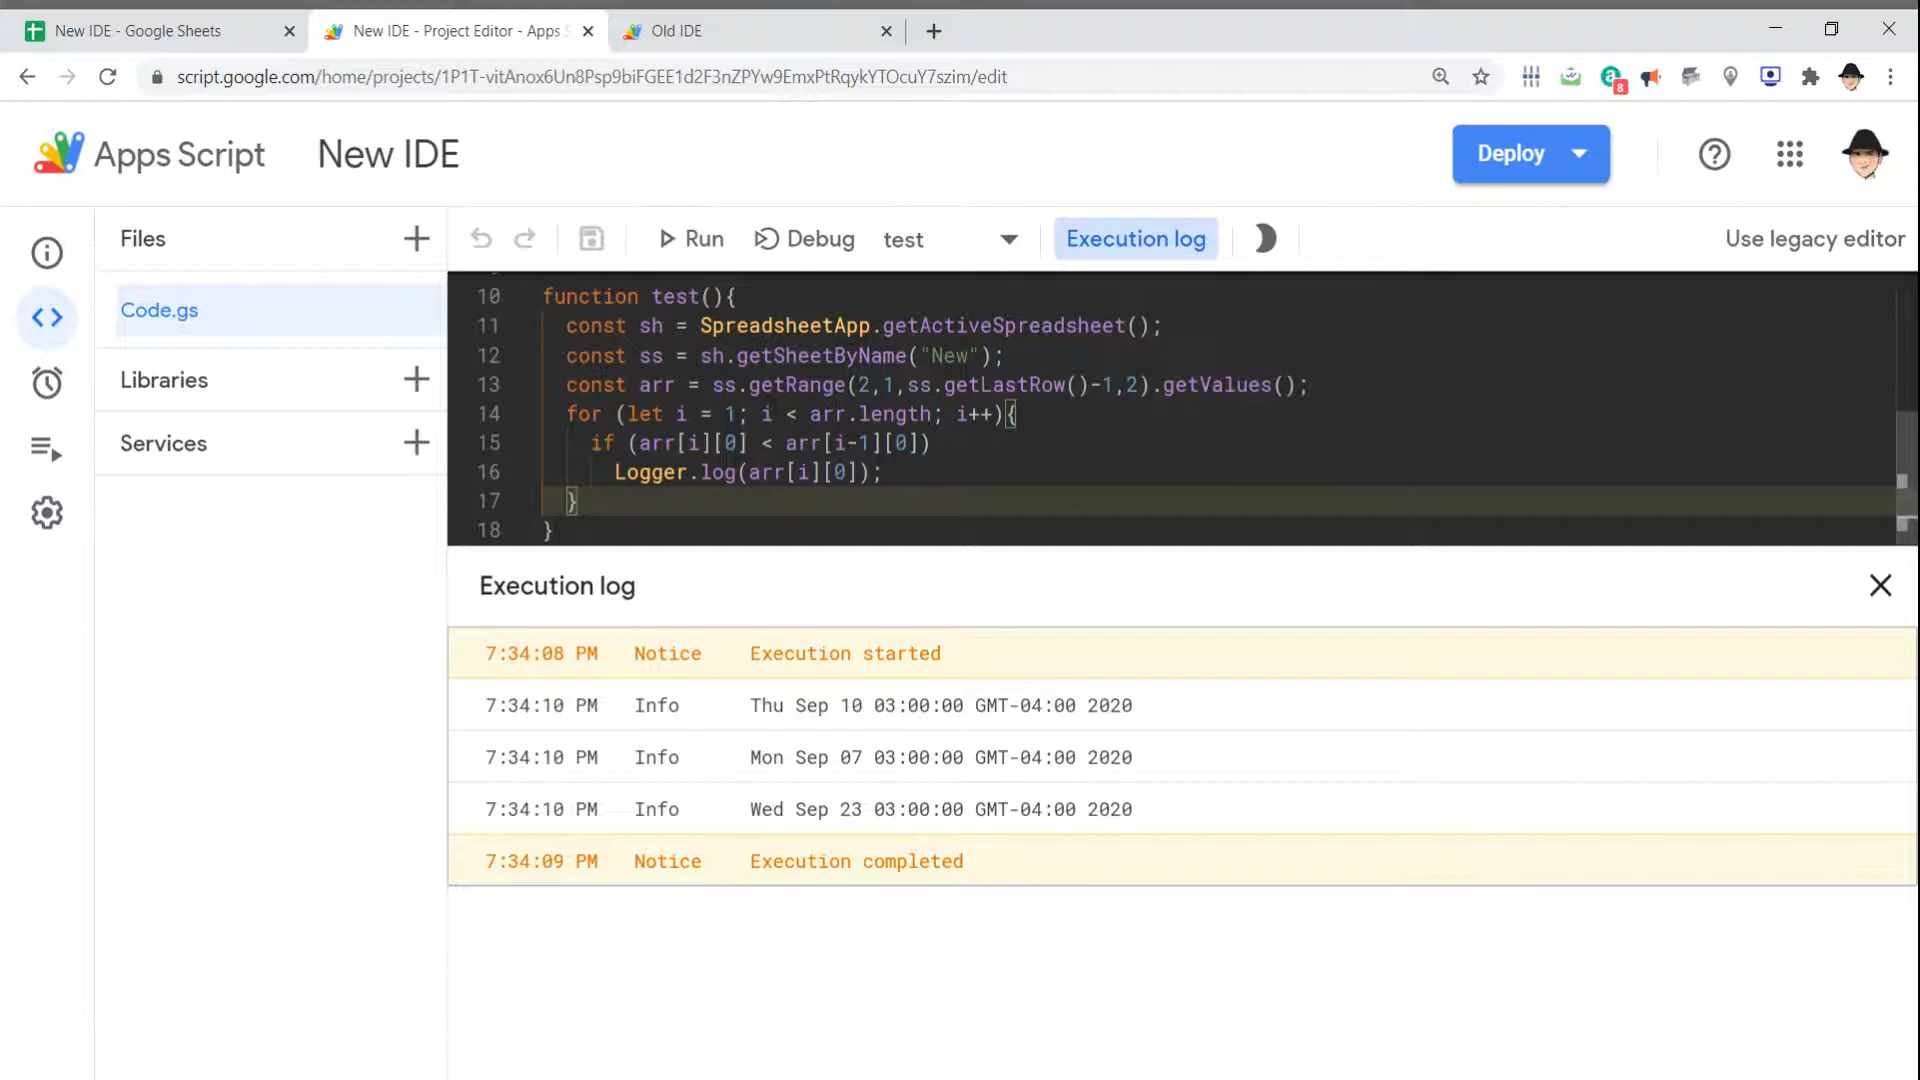 New IDE - Google Sheets
New IDE - Project Editor - Apps S
Old IDE
script.google.com/home/projects/1P1T-vitAnox6Un8Psp9biFGEE1d2F3nZPYw9EmxPtRqykYTOcuY7szim/edit
8
Apps Script
New IDE
Deploy
Files
Run
Debug
test
Execution log
Use legacy editor
Code.gs
Libraries
Services
10 function test(){
11 const sh = SpreadsheetApp.getActiveSpreadsheet();
12 const ss = sh.getSheetByName("New");
13 const arr = ss.getRange(2,1,ss.getLastRow()-1,2).getValues();
14 for (let i = 1; i < arr.length; i++){
15 if (arr[i][0] < arr[i-1][0])
16 Logger.log(arr[i][0]);
17 }
18 }
Execution log
7:34:08 PM Notice Execution started
7:34:10 PM Info Thu Sep 10 03:00:00 GMT-04:00 2020
7:34:10 PM Info Mon Sep 07 03:00:00 GMT-04:00 2020
7:34:10 PM Info Wed Sep 23 03:00:00 GMT-04:00 2020
7:34:09 PM Notice Execution completed